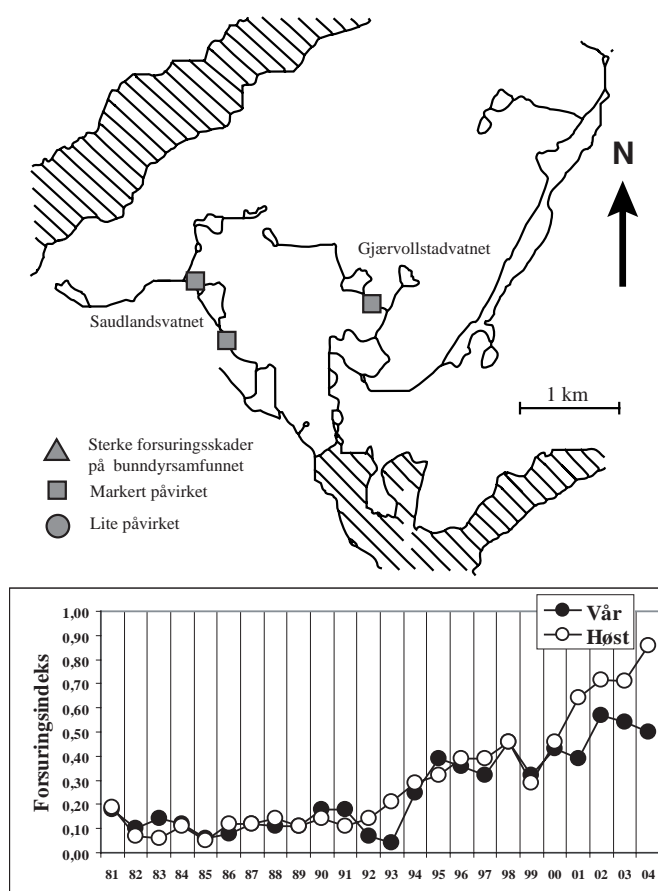 N
Gjærvollstadvatnet
Saudlandsvatnet
1 km
Sterke forsuringsskader
på bunndyrsamfunnet
Markert påvirket
Lite påvirket
Forsuringsindeks
1,00
0,90
0,80
0,70
0,60
0,50
0,40
0,30
0,20
0,10
0,00
Vår
Høst
81 82 83 84 85 86 87 88 89 90 91 92 93 94 95 96 97 98 99 00 01 02 03 04